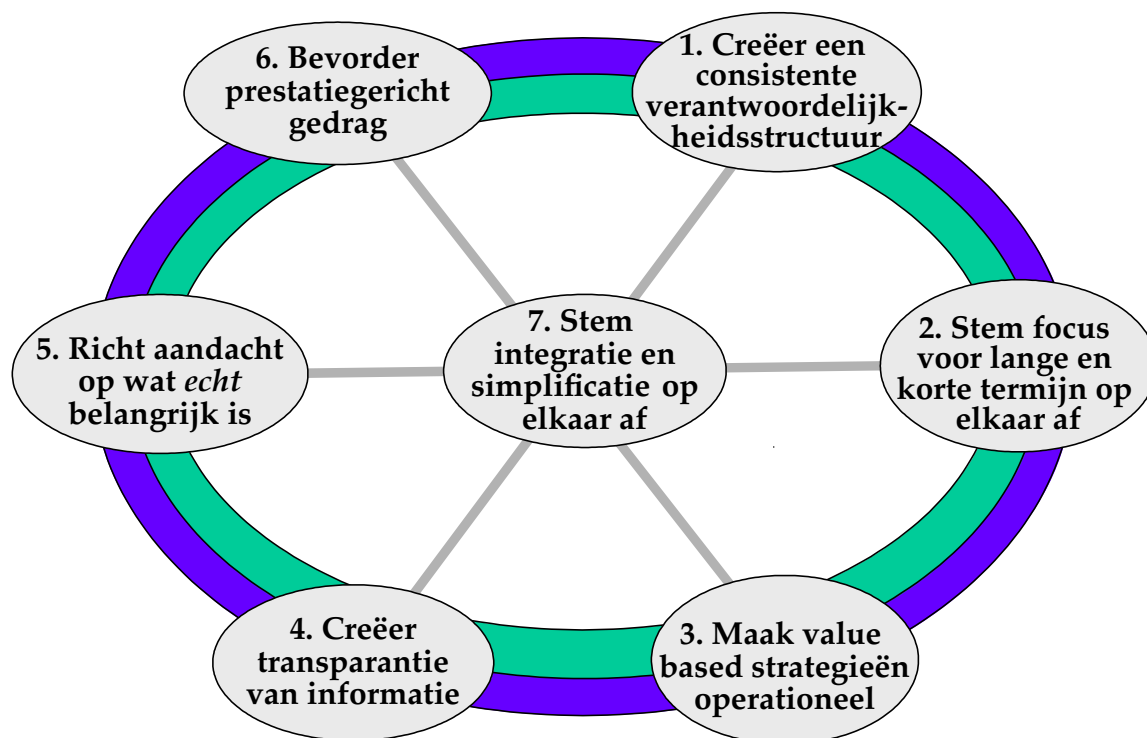 1. Creëer een
consistente
verantwoordelijk-
heidsstructuur
2. Stem focus
voor lange en
korte termijn op
elkaar af
3. Maak value
based strategieën
operationeel
4. Creëer
transparantie
van informatie
5. Richt aandacht
op wat echt
belangrijk is
6. Bevorder
prestatiegericht
gedrag
7. Stem
integratie en
simplificatie op
elkaar af